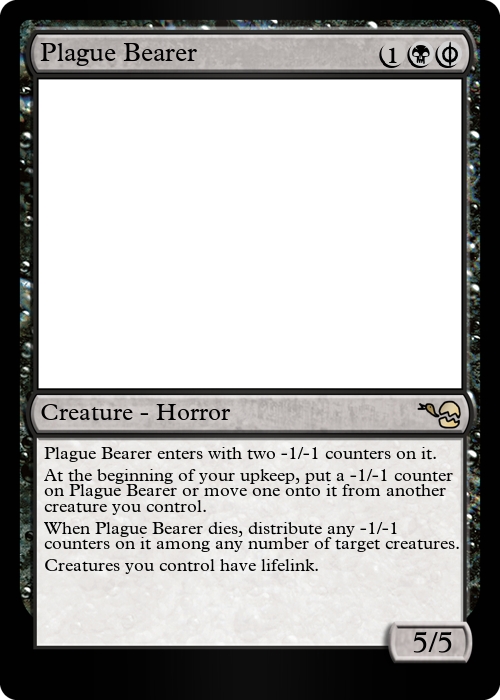 Plague Bearer
1
Creature - Horror
Plague Bearer enters with two -1/-1 counters on it.
At the beginning of your upkeep, put a -1/-1 counter
on Plague Bearer or move one onto it from another
creature you control.
When Plague Bearer dies, distribute any -1/-1
counters on it among any number of target creatures.
Creatures you control have lifelink.
5/5